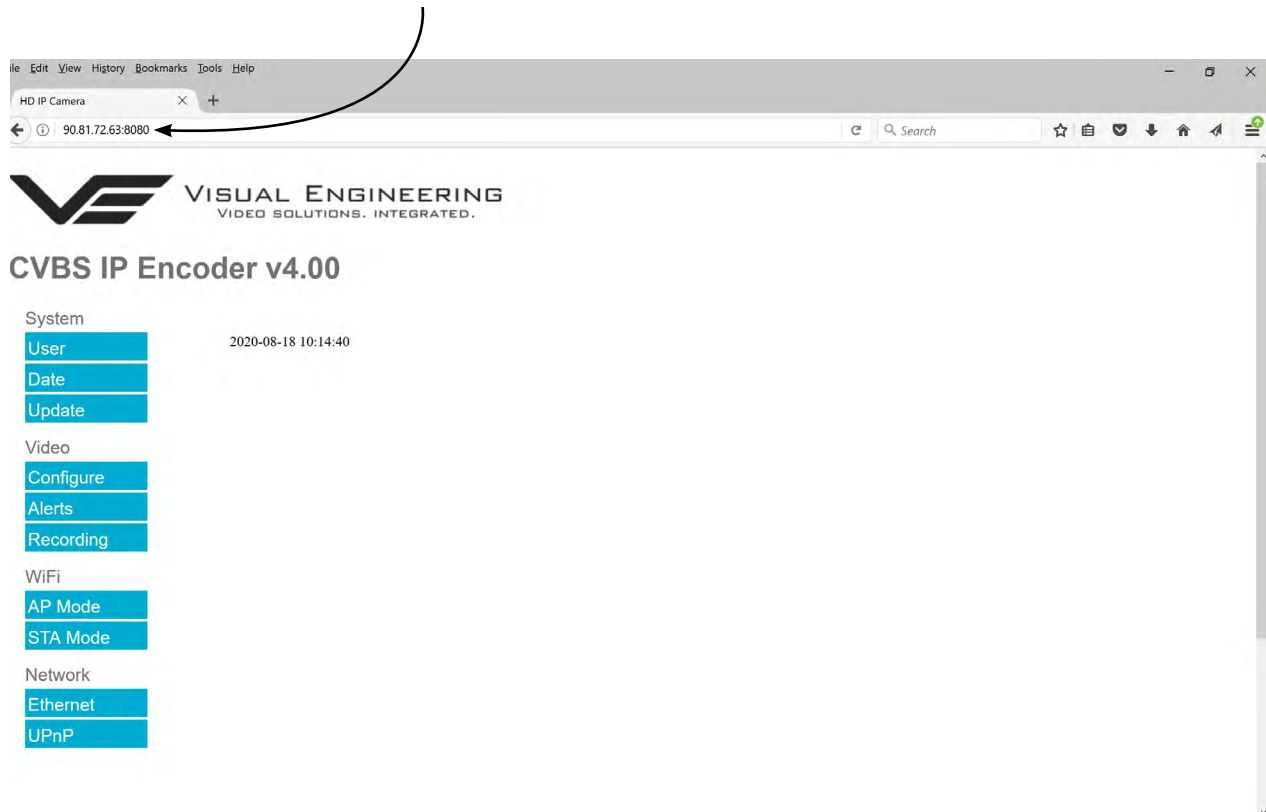 ile Edit View History Bookmarks Tools Help
HD IP Camera
90.81.72.63:8080
Search
VISUAL ENGINEERING
VIDEO SOLUTIONS. INTEGRATED.
CVBS IP Encoder v4.00
System
User
2020-08-18 10:14:40
Date
Update
Video
Configure
Alerts
Recording
WiFi
AP Mode
STA Mode
Network
Ethernet
UPnP